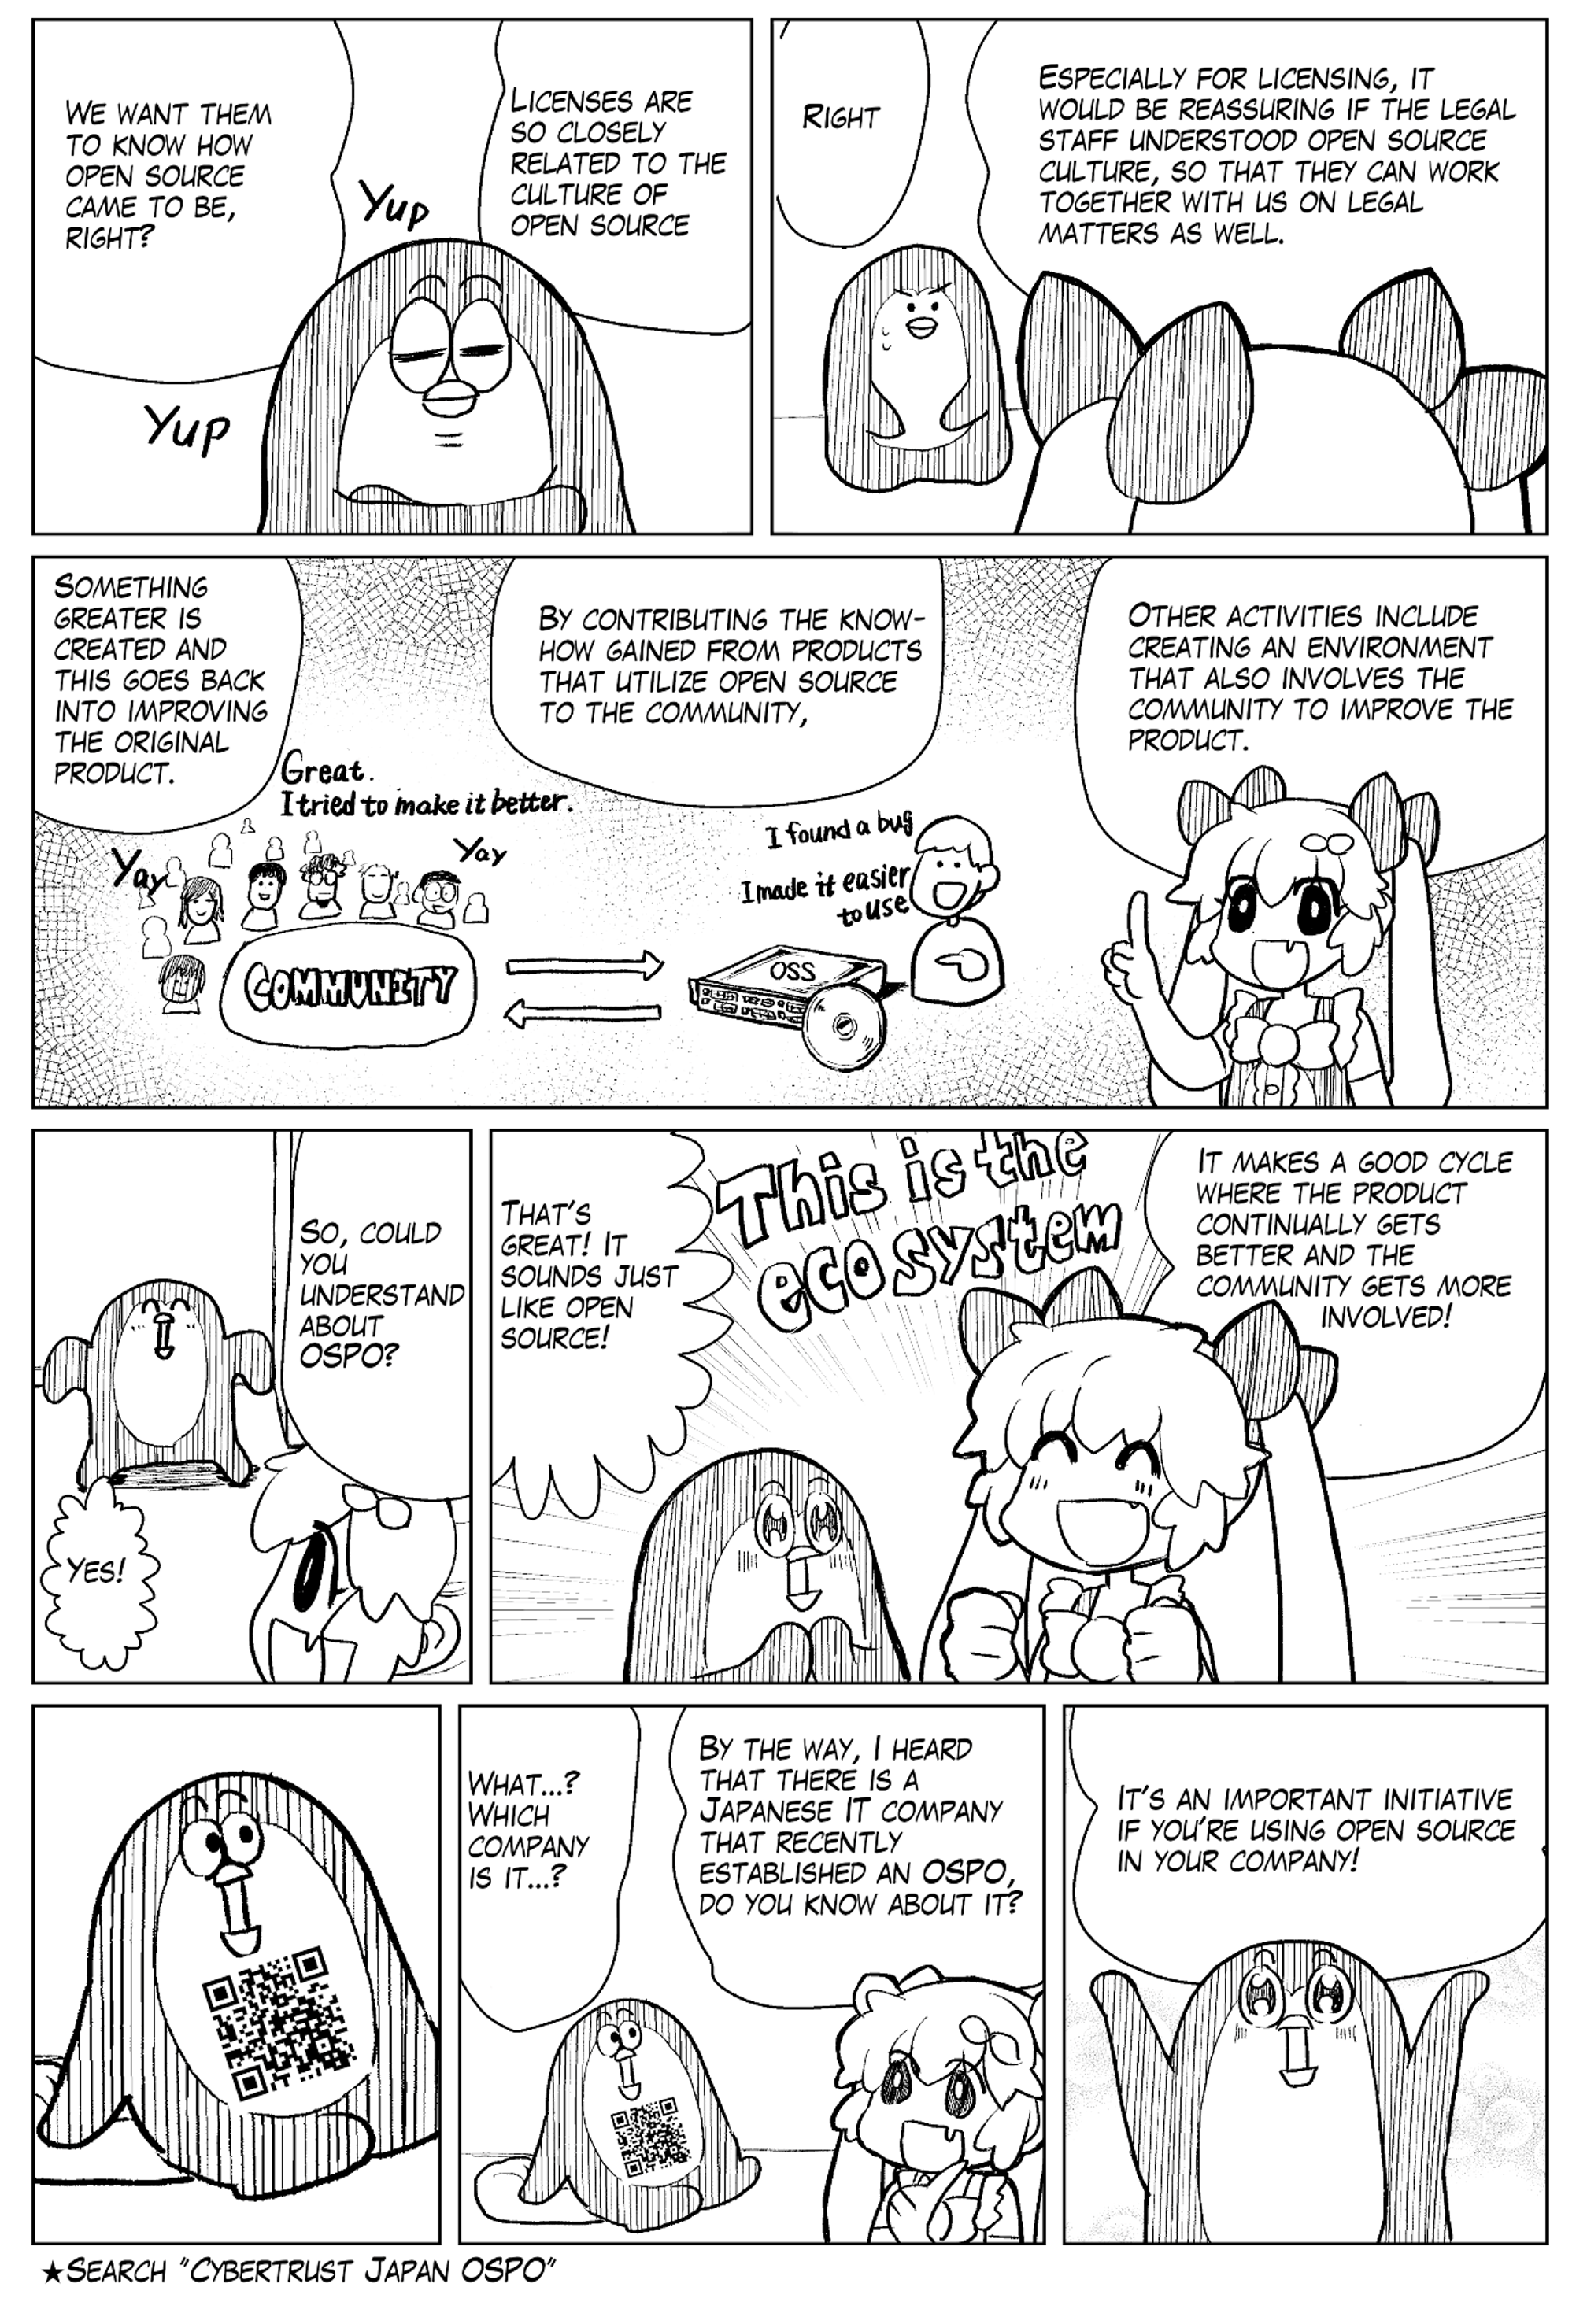 ESPECIALLY FOR LICENSING, IT
WOULD BE REASSURING IF THE LEGAL
STAFF UNDERSTOOD OPEN SOURCE
CULTURE, SO THAT THEY CAN WORK
TOGETHER WITH US ON LEGAL
MATTERS AS WELL.
RIGHT
LICENSES ARE
SO CLOSELY
RELATED TO THE
CULTURE OF
OPEN SOURCE
Yup
WE WANT THEM
TO KNOW HOW
OPEN SOURCE
CAME TO BE,
RIGHT?
Yup
OTHER ACTIVITIES INCLUDE
CREATING AN ENVIRONMENT
THAT ALSO INVOLVES THE
COMMUNITY TO IMPROVE THE
PRODUCT.
BY CONTRIBUTING THE KNOW-
HOW GAINED FROM PRODUCTS
THAT UTILIZE OPEN SOURCE
TO THE COMMUNITY,
I found a bug
I made it easier
to use
OSS
SOMETHING
GREATER IS
CREATED AND
THIS GOES BACK
INTO IMPROVING
THE ORIGINAL
PRODUCT.
Great.
I tried to make it better.
Yay
Yay
COMMUNITY
IT MAKES A GOOD CYCLE
WHERE THE PRODUCT
CONTINUALLY GETS
BETTER AND THE
COMMUNITY GETS MORE
INVOLVED!
This is the
ecosystem
THAT'S
GREAT! IT
SOUNDS JUST
LIKE OPEN
SOURCE!
SO, COULD
YOU
UNDERSTAND
ABOUT
OSPO?
YES!
IT'S AN IMPORTANT INITIATIVE
IF YOU'RE USING OPEN SOURCE
IN YOUR COMPANY!
BY THE WAY, I HEARD
THAT THERE IS A
JAPANESE IT COMPANY
THAT RECENTLY
ESTABLISHED AN OSPO,
DO YOU KNOW ABOUT IT?
WHAT...?
WHICH
COMPANY
IS IT...?
★SEARCH "CYBERTRUST JAPAN OSPO"